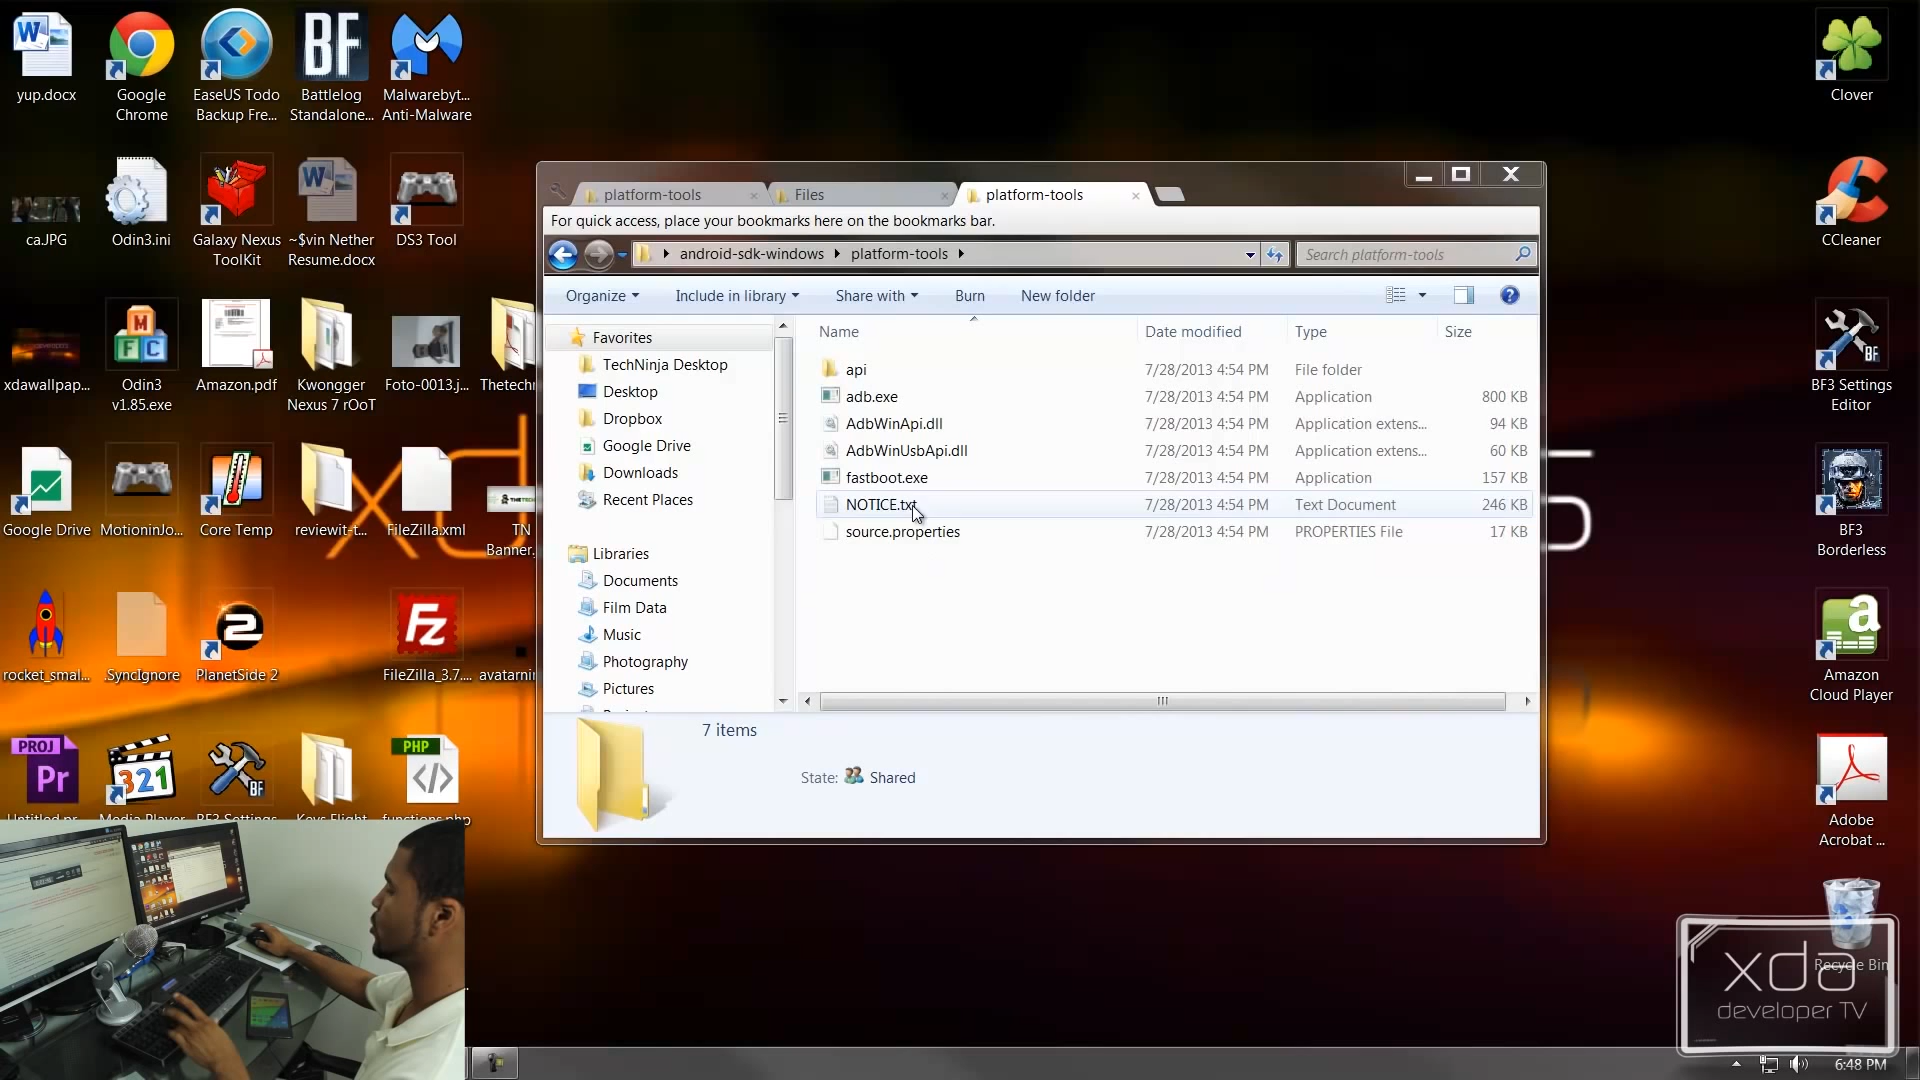 yup.docx
Google
Chrome
EaseUS Todo
Backup Fre...
BF
Battlelog
Standalone...
Malwarebyt...
Anti-Malware
Clover
ca.JPG
Odin3.ini
Galaxy Nexus
ToolKit
~$vin Nether
Resume.docx
DS3 Tool
CCleaner
xdawallpap...
Odin3
v1.85.exe
Amazon.pdf
Kwongger
Nexus 7 rOoT
Foto-0013.j...
Thetechn
BF3 Settings
Editor
Google Drive
MotioninJo...
Core Temp
reviewit-t...
FileZilla.xml
TN
Banner.
BF3
Borderless
rocket_smal...
.SyncIgnore
PlanetSide 2
FileZilla_3.7....
avatarnin
Amazon
Cloud Player
PROJ
Pr
321
BF
PHP
Untitled.pr...
Media Player
BF3 Settings
Keys Flight
functions.php
Adobe
Acrobat ...
Recycle Bin
platform-tools
Files
platform-tools
For quick access, place your bookmarks here on the bookmarks bar.
android-sdk-windows
platform-tools
Search platform-tools
Organize
Include in library
Share with
Burn
New folder
Favorites
TechNinja Desktop
Desktop
Dropbox
Google Drive
Downloads
Recent Places
Libraries
Documents
Film Data
Music
Photography
Pictures
Name Date modified Type Size
api 7/28/2013 4:54 PM File folder
adb.exe 7/28/2013 4:54 PM Application 800 KB
AdbWinApi.dll 7/28/2013 4:54 PM Application extens... 94 KB
AdbWinUsbApi.dll 7/28/2013 4:54 PM Application extens... 60 KB
fastboot.exe 7/28/2013 4:54 PM Application 157 KB
NOTICE.txt 7/28/2013 4:54 PM Text Document 246 KB
source.properties 7/28/2013 4:54 PM PROPERTIES File 17 KB
7 items
State: Shared
xda
developer TV
6:48 PM